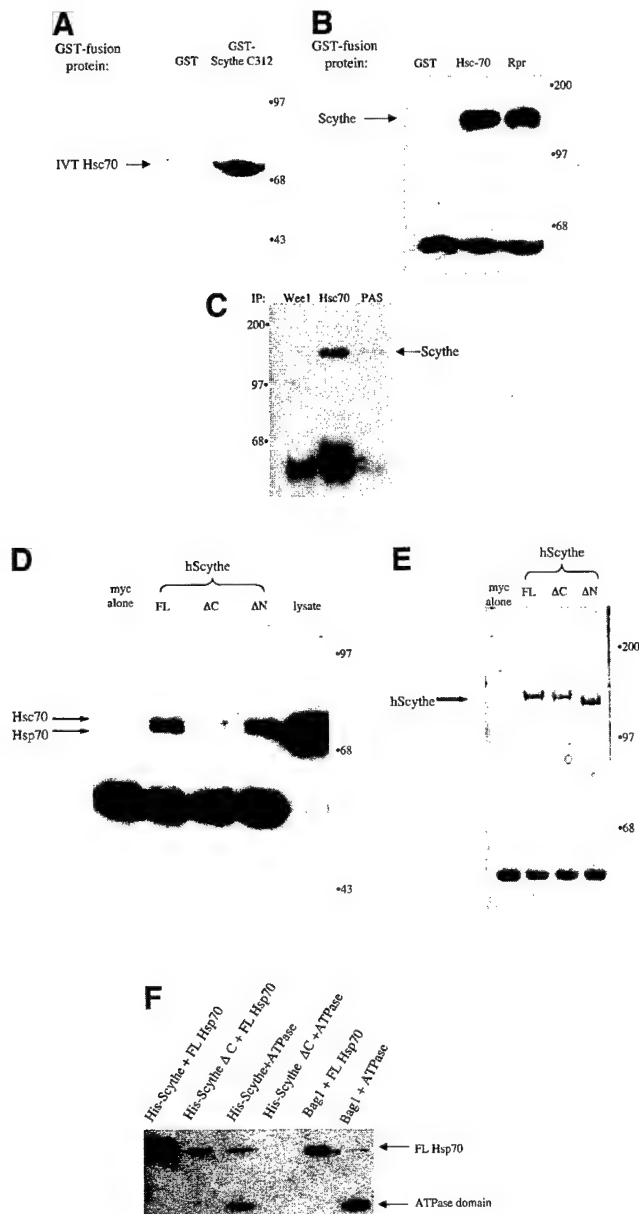 A
GST-fusion
protein:
GST
GST-
Scythe C312
•97
IVT Hsc70
•68
•43
B
GST-fusion
protein:
GST Hsc-70 Rpr
•200
Scythe
•97
•68
C
IP: Wee1 Hsc70 PAS
200•
Scythe
97•
68•
D
hScythe
myc
alone
FL ΔC ΔN lysate
•97
Hsc70
Hsp70
•68
•43
E
hScythe
myc
alone
FL ΔC ΔN
•200
hScythe
•97
•68
F
His-Scythe + FL Hsp70
His-Scythe Δ C + FL Hsp70
His-Scythe+ATPase
His-Scythe ΔC +ATPase
Bag1 + FL Hsp70
Bag1 + ATPase
FL Hsp70
ATPase domain